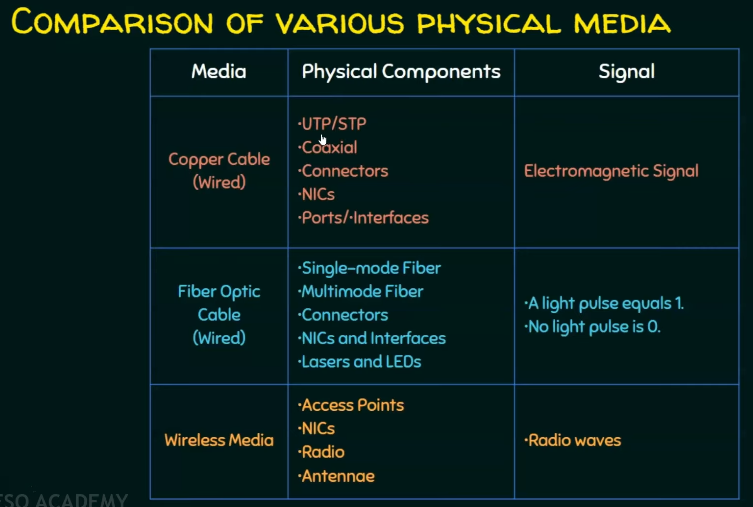 COMPARISON OF VARIOUS PHYSICAL MEDIA
Media
Physical Components
Signal
Copper Cable
(Wired)
•UTP/STP
•Coaxial
•Connectors
•NICs
•Ports/•Interfaces
Electromagnetic Signal
Fiber Optic
Cable
(Wired)
•Single-mode Fiber
•Multimode Fiber
•Connectors
•NICs and Interfaces
•Lasers and LEDs
•A light pulse equals 1.
•No light pulse is 0.
Wireless Media
•Access Points
•NICs
•Radio
•Antennae
•Radio waves
ESO ACADEMY